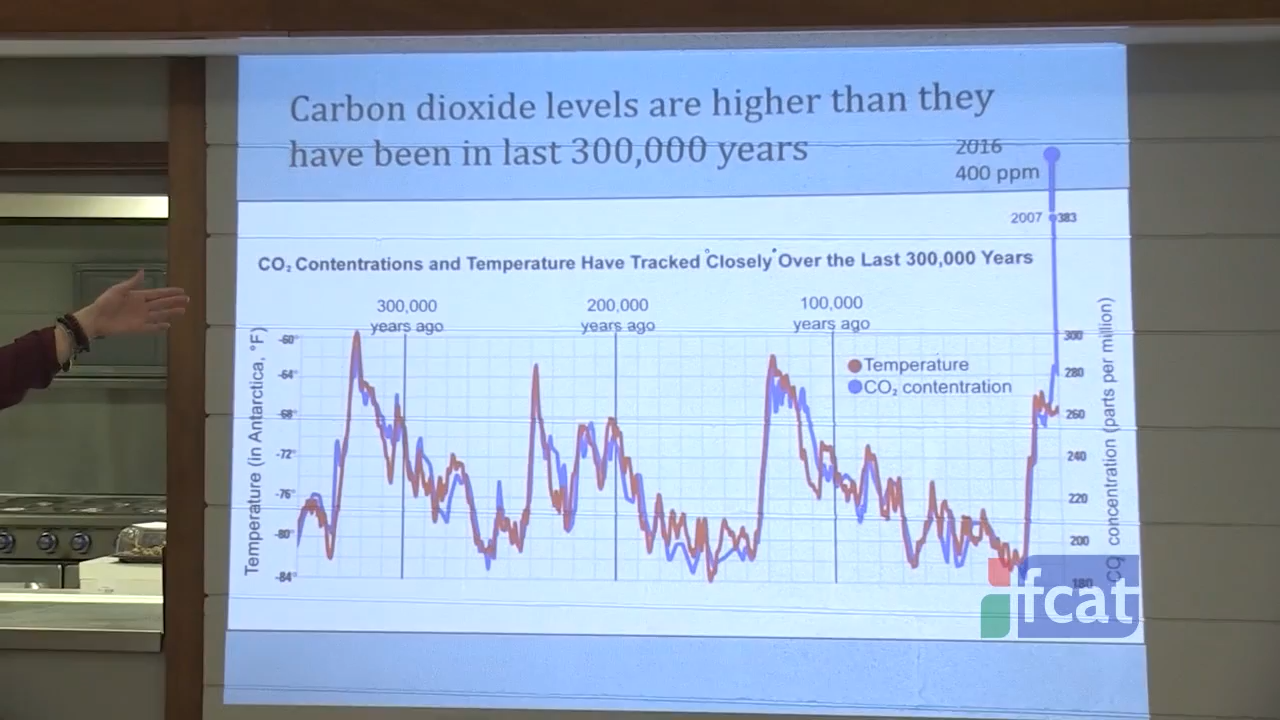 Carbon dioxide levels are higher than they
have been in last 300,000 years
2016
400 ppm
2007 383
CO₂ Contentrations and Temperature Have Tracked Closely Over the Last 300,000 Years
300,000
years ago
200,000
years ago
100,000
years ago
Temperature (in Antarctica, °F)
-60°
-64°
-68°
-72°
-76°
-80°
-84°
Temperature
CO₂ contentration
300
280
260
240
220
200
180
CO₂ concentration (parts per million)
fcat